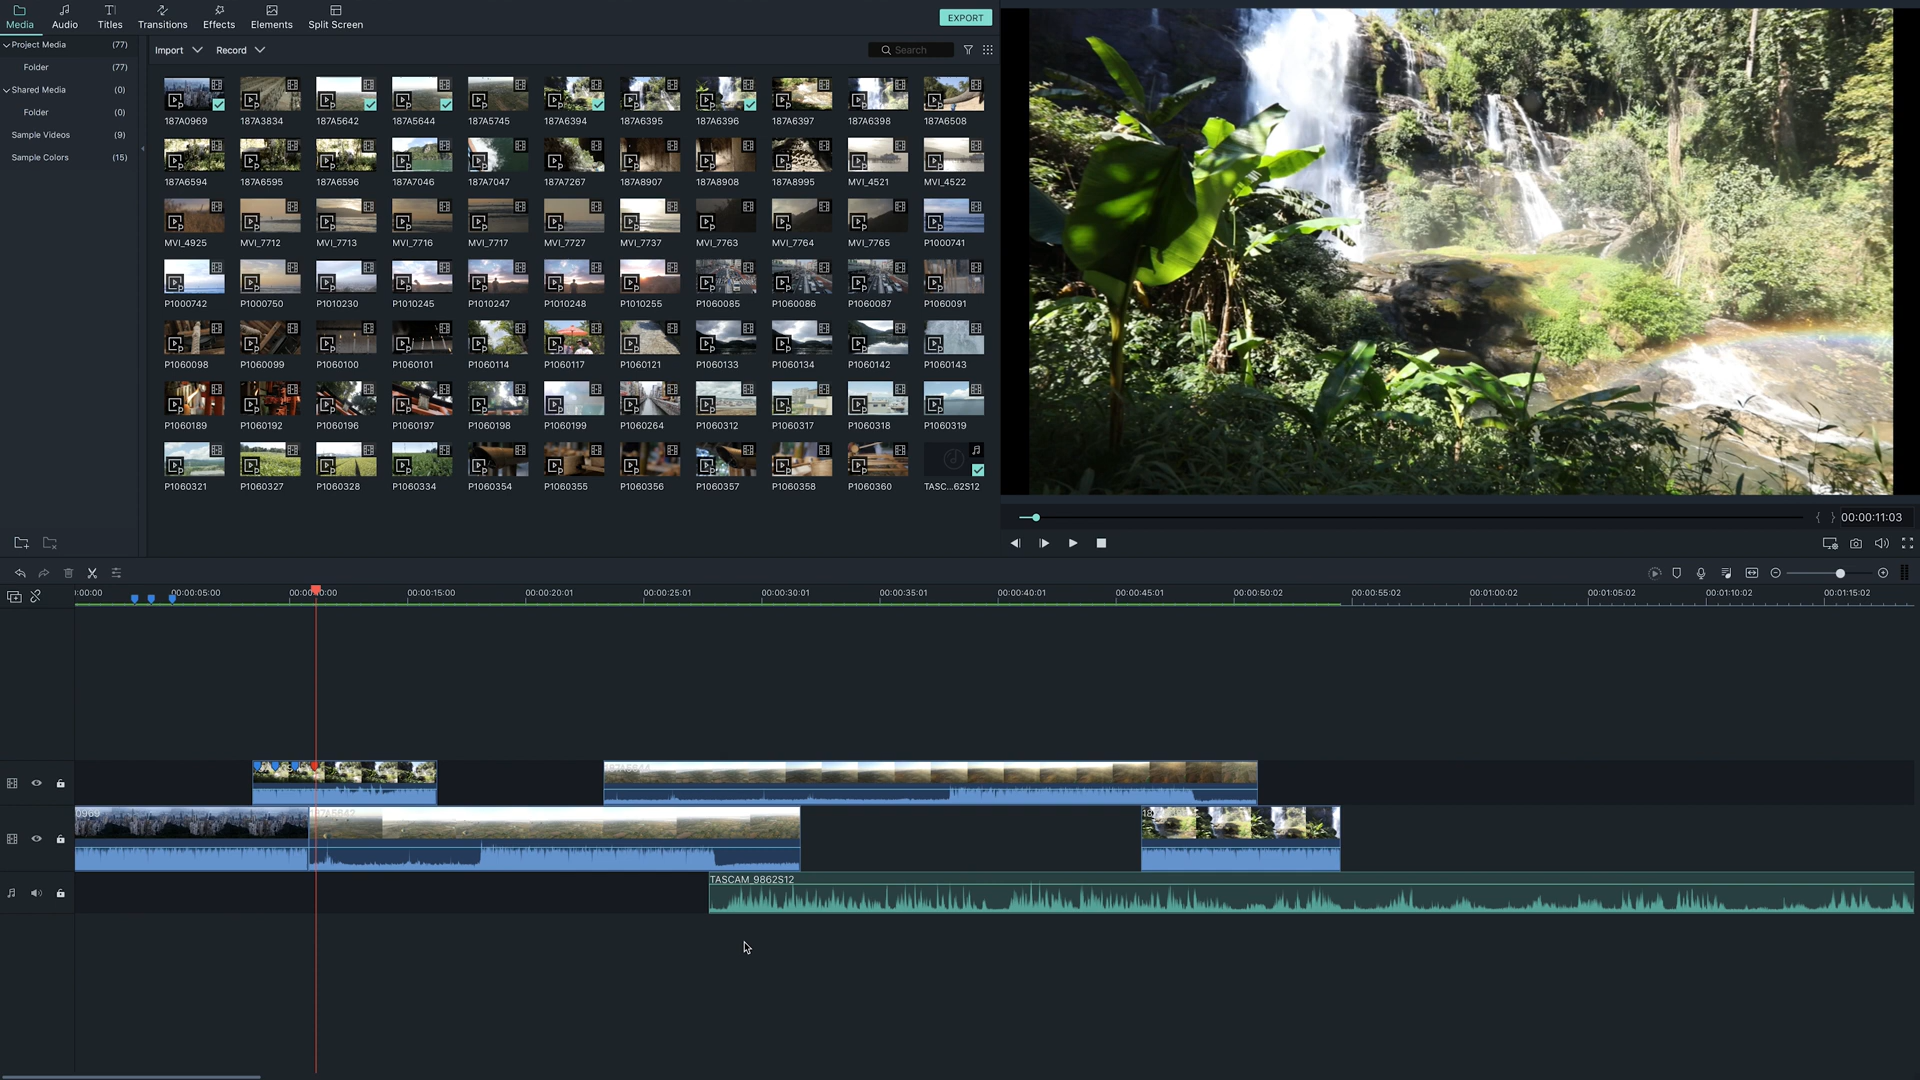 Media Audio Titles Transitions Effects Elements Split Screen EXPORT
Project Media (77)
Folder (77)
Shared Media (0)
Folder (0)
Sample Videos (9)
Sample Colors (15)
Import Record Search
187A0969 187A3834 187A5642 187A5644 187A5745 187A6394 187A6395 187A6396 187A6397 187A6398 187A6508
187A6594 187A6595 187A6596 187A7046 187A7047 187A7267 187A8907 187A8908 187A8995 MVI_4521 MVI_4522
MVI_4925 MVI_7712 MVI_7713 MVI_7716 MVI_7717 MVI_7727 MVI_7737 MVI_7763 MVI_7764 MVI_7765 P1000741
P1000742 P1000750 P1010230 P1010245 P1010247 P1010248 P1010255 P1060085 P1060086 P1060087 P1060091
P1060098 P1060099 P1060100 P1060101 P1060114 P1060117 P1060121 P1060133 P1060134 P1060142 P1060143
P1060189 P1060192 P1060196 P1060197 P1060198 P1060199 P1060264 P1060312 P1060317 P1060318 P1060319
P1060321 P1060327 P1060328 P1060334 P1060354 P1060355 P1060356 P1060357 P1060358 P1060360 TASC...62S12
{ } 00:00:11:03
:00:00 00:00:05:00 00:00:15:00 00:00:20:01 00:00:25:01 00:00:30:01 00:00:35:01 00:00:40:01 00:00:45:01 00:00:50:02 00:00:55:02 00:01:00:02 00:01:05:02 00:01:10:02 00:01:15:02
187A5644
0969 187A5642 18
TASCAM_9862S12